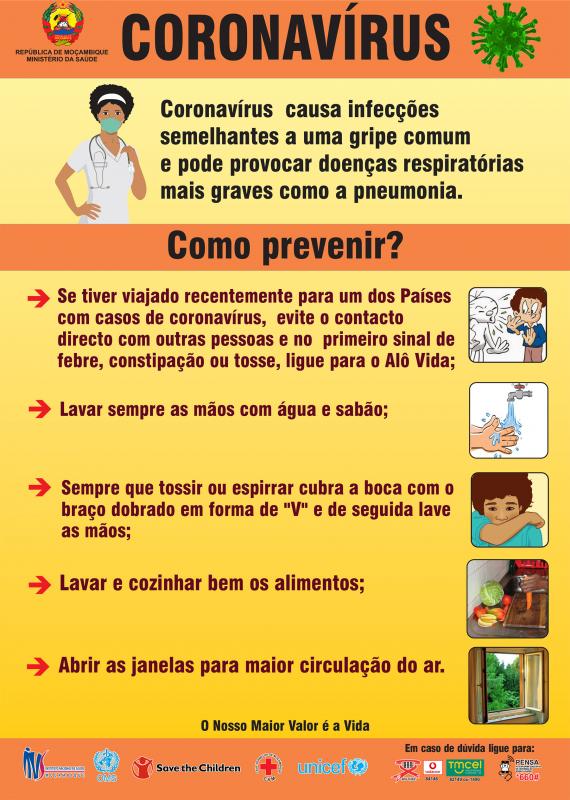 REPÚBLICA DE MOÇAMBIQUE
MINISTÉRIO DA SAÚDE
CORONAVÍRUS
Coronavírus causa infecções
semelhantes a uma gripe comum
e pode provocar doenças respiratórias
mais graves como a pneumonia.
Como prevenir?
Se tiver viajado recentemente para um dos Países
com casos de coronavírus, evite o contacto
directo com outras pessoas e no primeiro sinal de
febre, constipação ou tosse, ligue para o Alô Vida;
Lavar sempre as mãos com água e sabão;
Sempre que tossir ou espirrar cubra a boca com o
braço dobrado em forma de "V" e de seguida lave
as mãos;
Lavar e cozinhar bem os alimentos;
Abrir as janelas para maior circulação do ar.
O Nosso Maior Valor é a Vida
Em caso de dúvida ligue para:
OMS
Save the Children
unicef
84146
tmcel
82149 ou 1490
PENSA
*660#